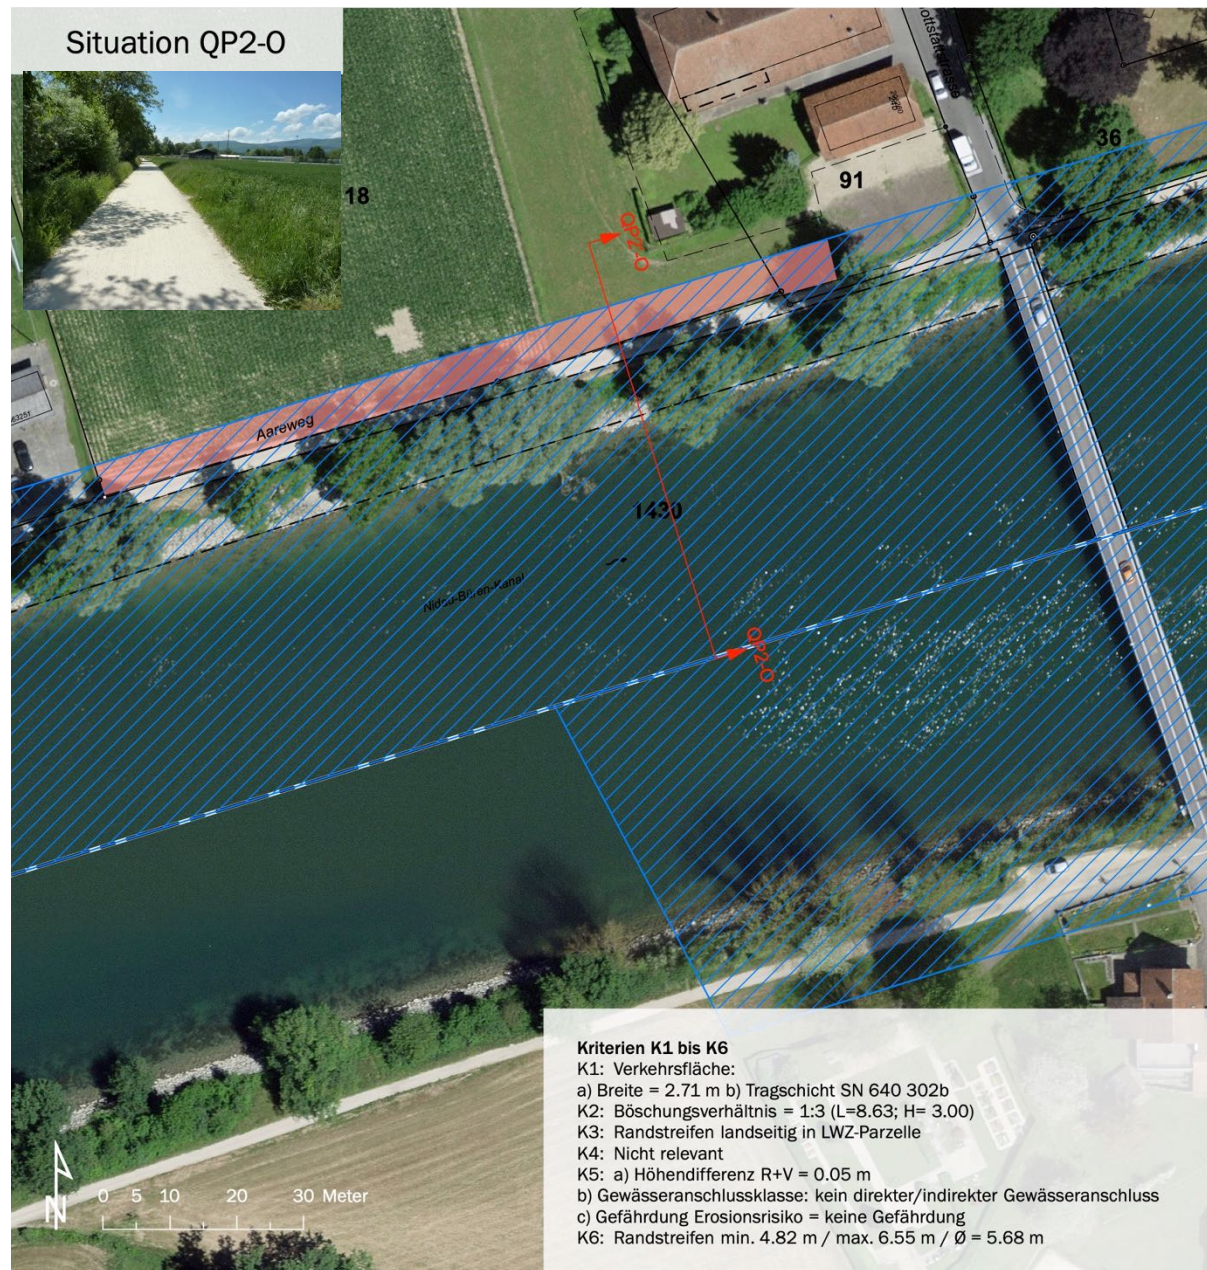 Situation QP2-O
18
91
36
QP2-O
Aareweg
1430
Nidau-Büren-Kanal
QP2-O
63251
N
0 5 10 20 30 Meter
Kriterien K1 bis K6
K1: Verkehrsfläche:
a) Breite = 2.71 m b) Tragschicht SN 640 302b
K2: Böschungsverhältnis = 1:3 (L=8.63; H= 3.00)
K3: Randstreifen landseitig in LWZ-Parzelle
K4: Nicht relevant
K5: a) Höhendifferenz R+V = 0.05 m
b) Gewässeranschlussklasse: kein direkter/indirekter Gewässeranschluss
c) Gefährdung Erosionsrisiko = keine Gefährdung
K6: Randstreifen min. 4.82 m / max. 6.55 m / Ø = 5.68 m